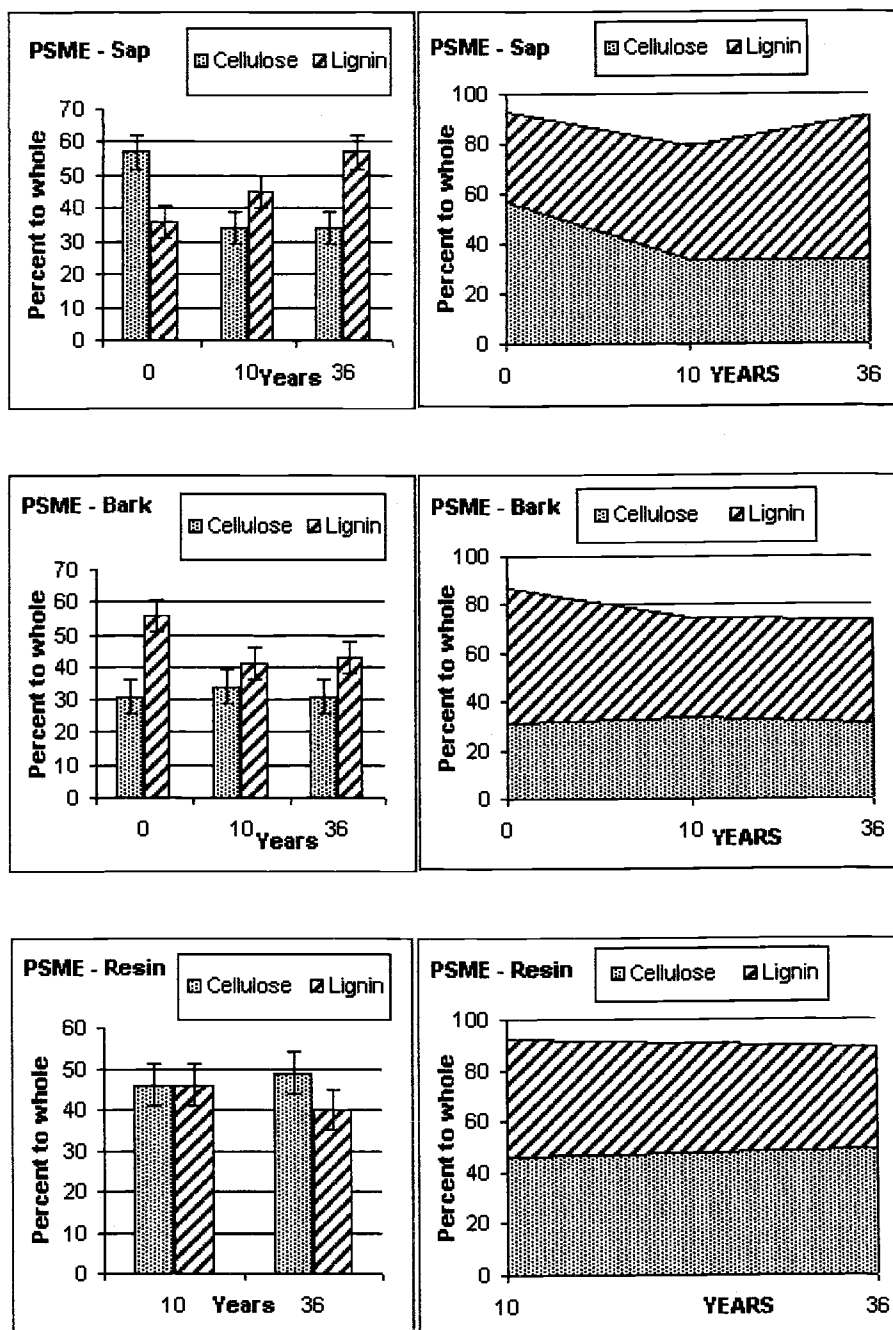 PSME - Sap
Cellulose Lignin
Percent to whole
70
60
50
40
30
20
10
0
0 10 36
Years
PSME - Sap
Cellulose Lignin
Percent to whole
100
80
60
40
20
0
0 10 YEARS 36
PSME - Bark
Cellulose Lignin
Percent to whole
70
60
50
40
30
20
10
0
0 10 36
Years
PSME - Bark
Cellulose Lignin
Percent to whole
100
80
60
40
20
0
0 10 YEARS 36
PSME - Resin
Cellulose Lignin
Percent to whole
60
50
40
30
20
10
0
10 Years 36
PSME - Resin
Cellulose Lignin
Percent to whole
100
80
60
40
20
0
10 YEARS 36